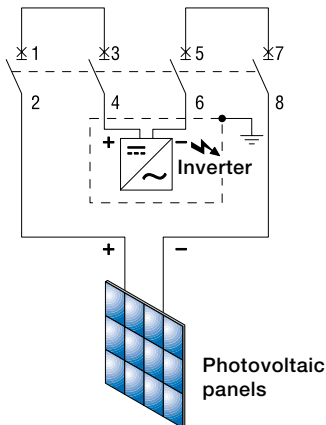 1 3 5 7
2 4 6 8
+ − Inverter
+ −
Photovoltaic
panels